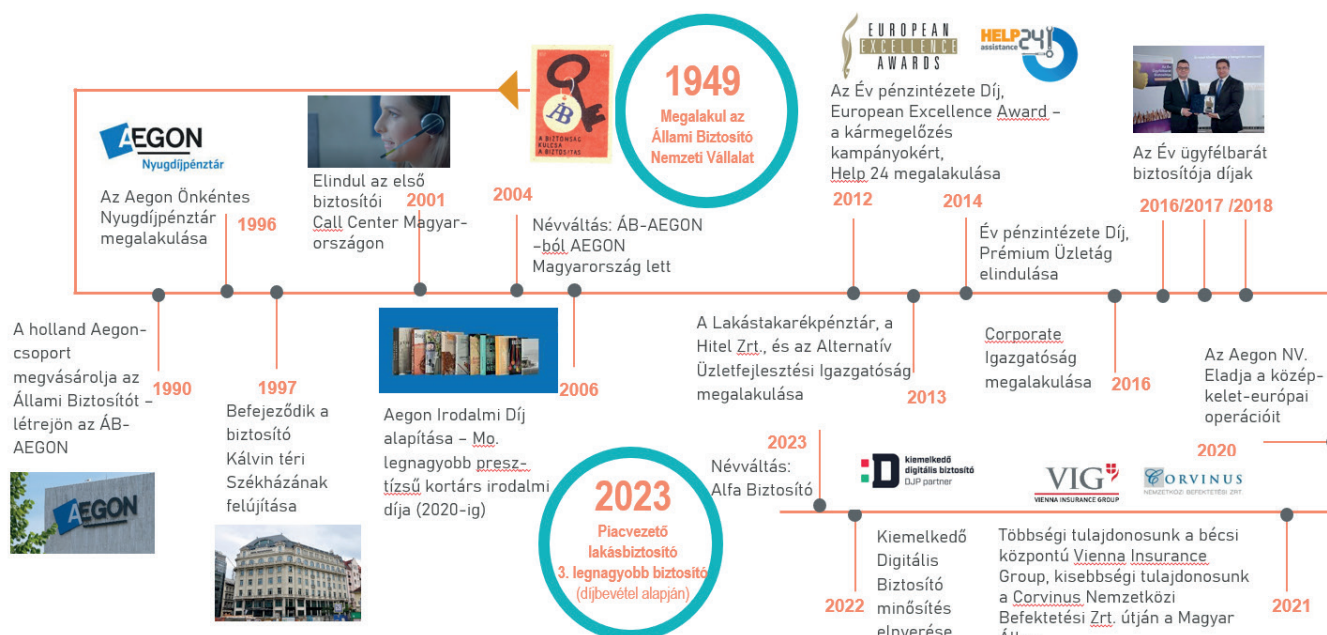 1949
Megalakul az
Állami Biztosító
Nemzeti Vállalat
ÁB
A BIZTONSÁG
KULCSA
A BIZTOSÍTÁS
A holland Aegon-
csoport
megvásárolja az
Állami Biztosítót –
létrejön az ÁB-
AEGON
1990
AEGON
AEGON
Nyugdíjpénztár
Az Aegon Önkéntes
Nyugdíjpénztár
megalakulása
1996
1997
Befejeződik a
biztosító
Kálvin téri
Székházának
felújítása
Elindul az első
biztosítói
Call Center Magyar-
országon
2001
2004
Névváltás: ÁB-AEGON
–ból AEGON
Magyarország lett
2006
Aegon Irodalmi Díj
alapítása – Mo.
legnagyobb presz-
tízsű kortárs irodalmi
díja (2020-ig)
EUROPEAN
EXCELLENCE
AWARDS
HELP24
assistance
Az Év pénzintézete Díj,
European Excellence Award –
a kármegelőzés
kampányokért,
Help 24 megalakulása
2012
A Lakástakarékpénztár, a
Hitel Zrt., és az Alternatív
Üzletfejlesztési Igazgatóság
megalakulása
2013
2014
Év pénzintézete Díj,
Prémium Üzletág
elindulása
Corporate
Igazgatóság
megalakulása
2016
Az Év ügyfélbarát
biztosítója díjak
2016/2017 /2018
Az Aegon NV.
Eladja a közép-
kelet-európai
operációit
2020
2021
VIG
VIENNA INSURANCE GROUP
CORVINUS
NEMZETKÖZI BEFEKTETÉSI ZRT.
Többségi tulajdonosunk a bécsi
központú Vienna Insurance
Group, kisebbségi tulajdonosunk
a Corvinus Nemzetközi
Befektetési Zrt. útján a Magyar
kiemelkedő
digitális biztosító
DJP partner
2022
Kiemelkedő
Digitális
Biztosító
minősítés
elnyerése
2023
Névváltás:
Alfa Biztosító
2023
Piacvezető
lakásbiztosító
3. legnagyobb biztosító
(díjbevétel alapján)